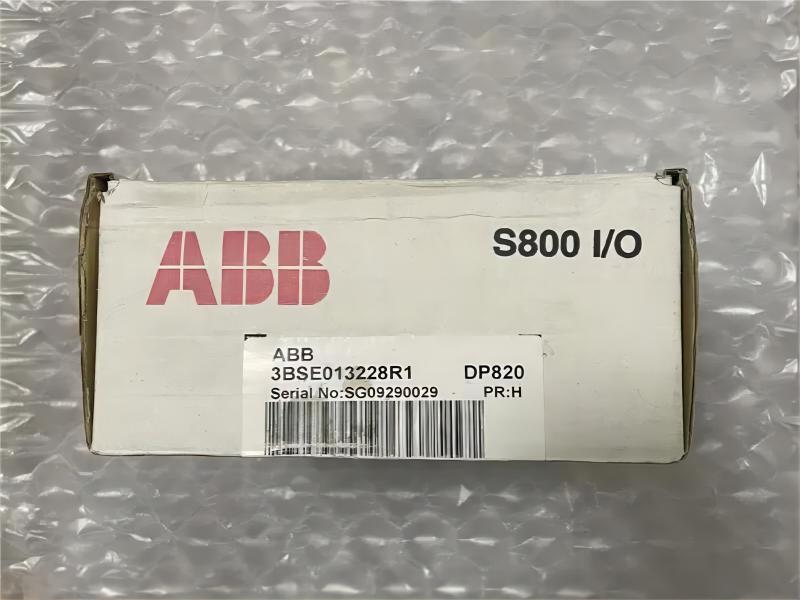 ABB
S800 I/O
ABB
3BSE013228R1 DP820
Serial No:SG09290029 PR:H